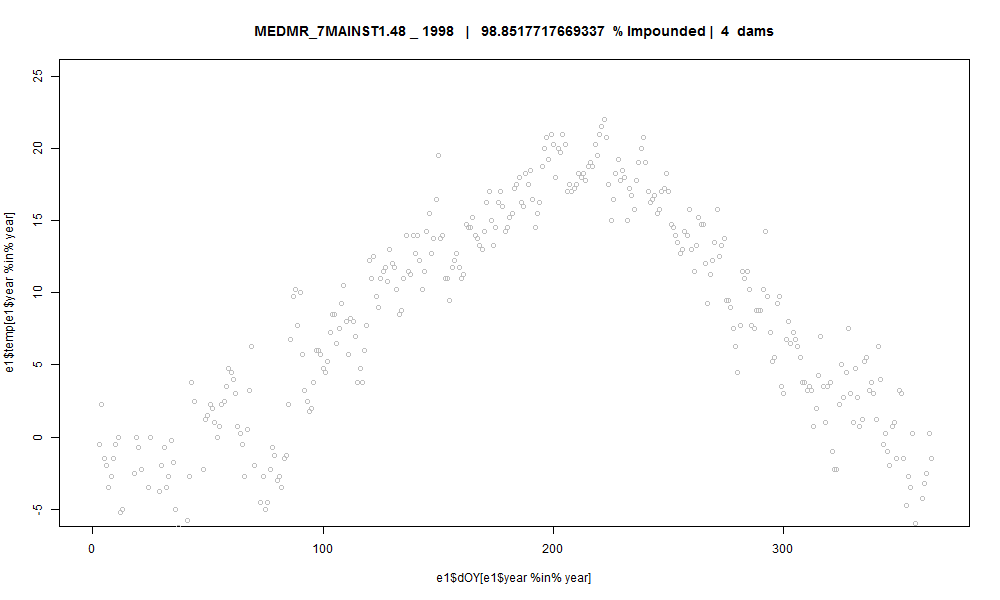 MEDMR_7MAINST1.48 _ 1998 | 98.8517717669337 % Impounded | 4 dams
25
20
15
10
5
0
-5
e1$temp[e1$year %in% year]
0 100 200 300
e1$dOY[e1$year %in% year]